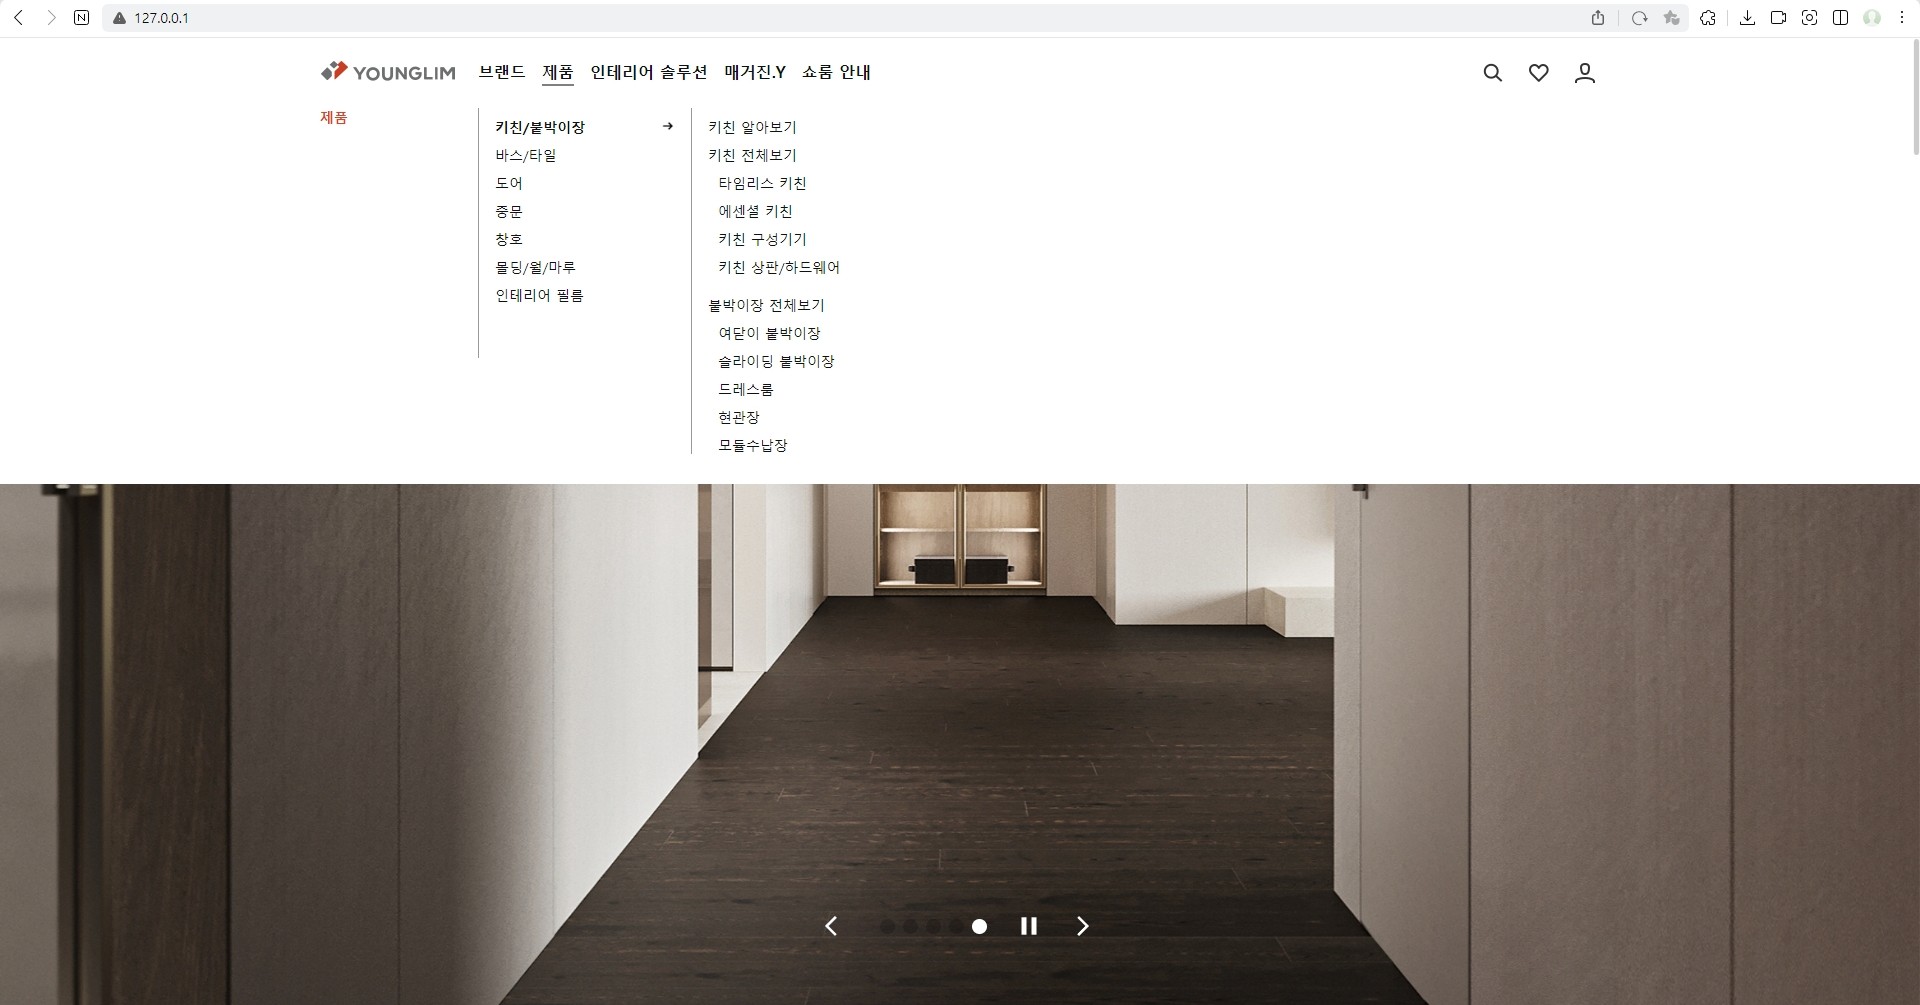 127.0.0.1
YOUNGLIM 브랜드 제품 인테리어 솔루션 매거진.Y 쇼룸 안내
제품
키친/붙박이장
바스/타일
도어
중문
창호
몰딩/월/마루
인테리어 필름
키친 알아보기
키친 전체보기
타임리스 키친
에센셜 키친
키친 구성기기
키친 상판/하드웨어
붙박이장 전체보기
여닫이 붙박이장
슬라이딩 붙박이장
드레스룸
현관장
모듈수납장